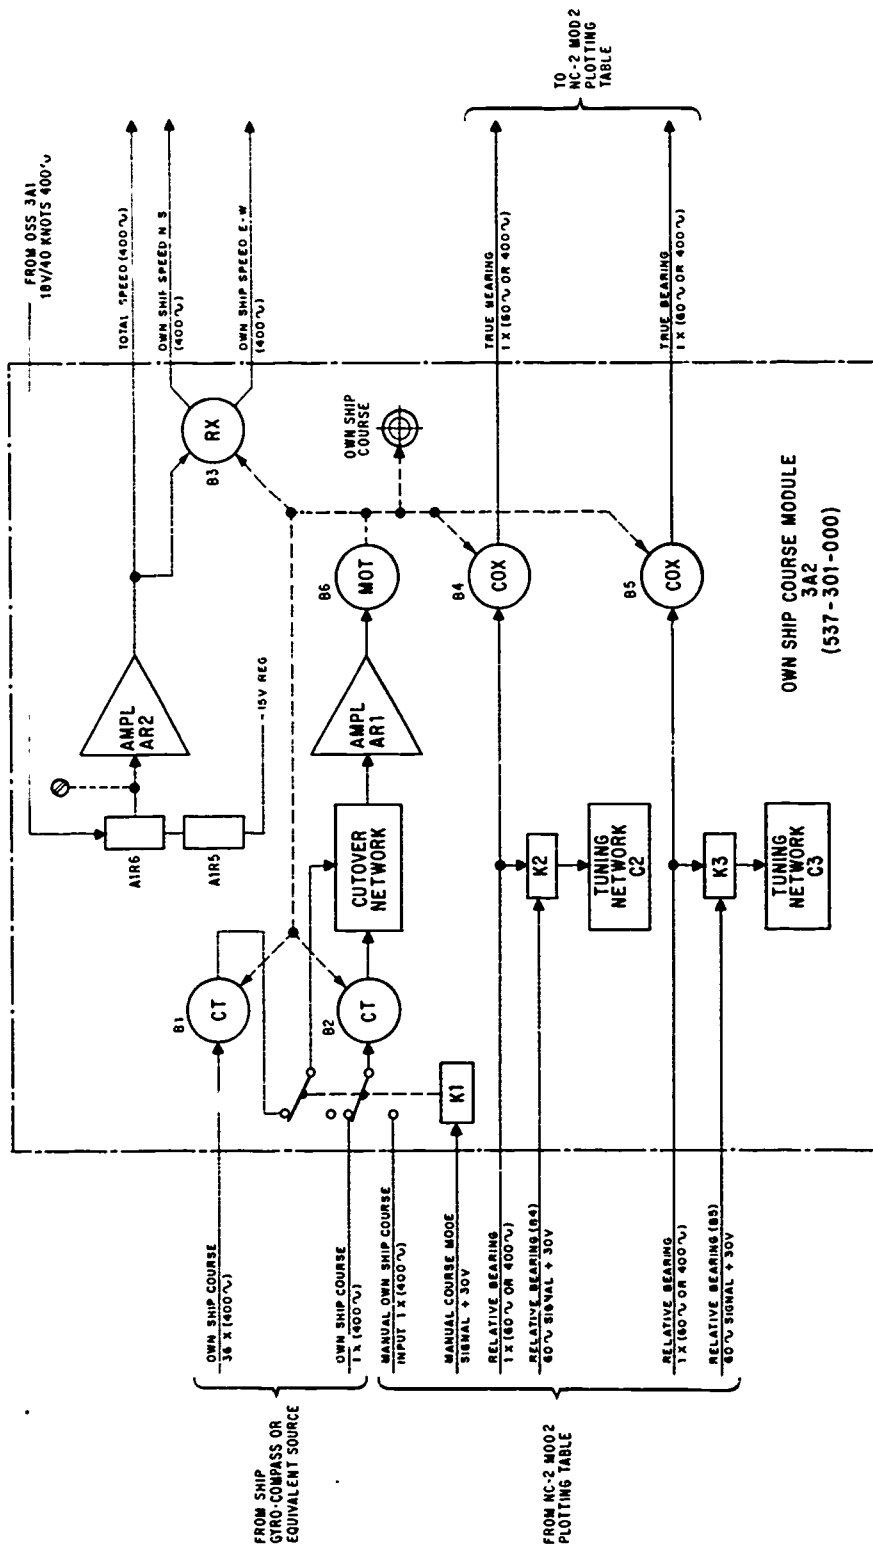 FROM OSS 3A1
18V/40 KNOTS 400∿
TOTAL SPEED (400∿)
OWN SHIP SPEED N S
(400∿)
OWN SHIP SPEED E-W
(400∿)
TO
NC-2 MOD2
PLOTTING
TABLE
TRUE BEARING
1 X (60∿ OR 400∿)
TRUE BEARING
1 X (60∿ OR 400∿)
RX
B3
OWN SHIP
COURSE
AMPL
AR2
A1R6
A1R5
-15V REG
B6
MOT
AMPL
AR1
CUTOVER
NETWORK
B4
COX
B5
COX
B1
CT
B2
CT
K1
K2
TUNING
NETWORK
C2
K3
TUNING
NETWORK
C3
OWN SHIP COURSE MODULE
3A2
(537-301-000)
OWN SHIP COURSE
36 X (400∿)
OWN SHIP COURSE
1 X (400∿)
MANUAL OWN SHIP COURSE
INPUT 1 X (400∿)
MANUAL COURSE MODE
SIGNAL + 30V
RELATIVE BEARING
1 X (60∿ OR 400∿)
RELATIVE BEARING (B4)
60∿ SIGNAL + 30V
RELATIVE BEARING
1 X (60∿ OR 400∿)
RELATIVE BEARING (B5)
60∿ SIGNAL + 30V
FROM SHIP
GYRO-COMPASS OR
EQUIVALENT SOURCE
FROM NC-2 MOD2
PLOTTING TABLE